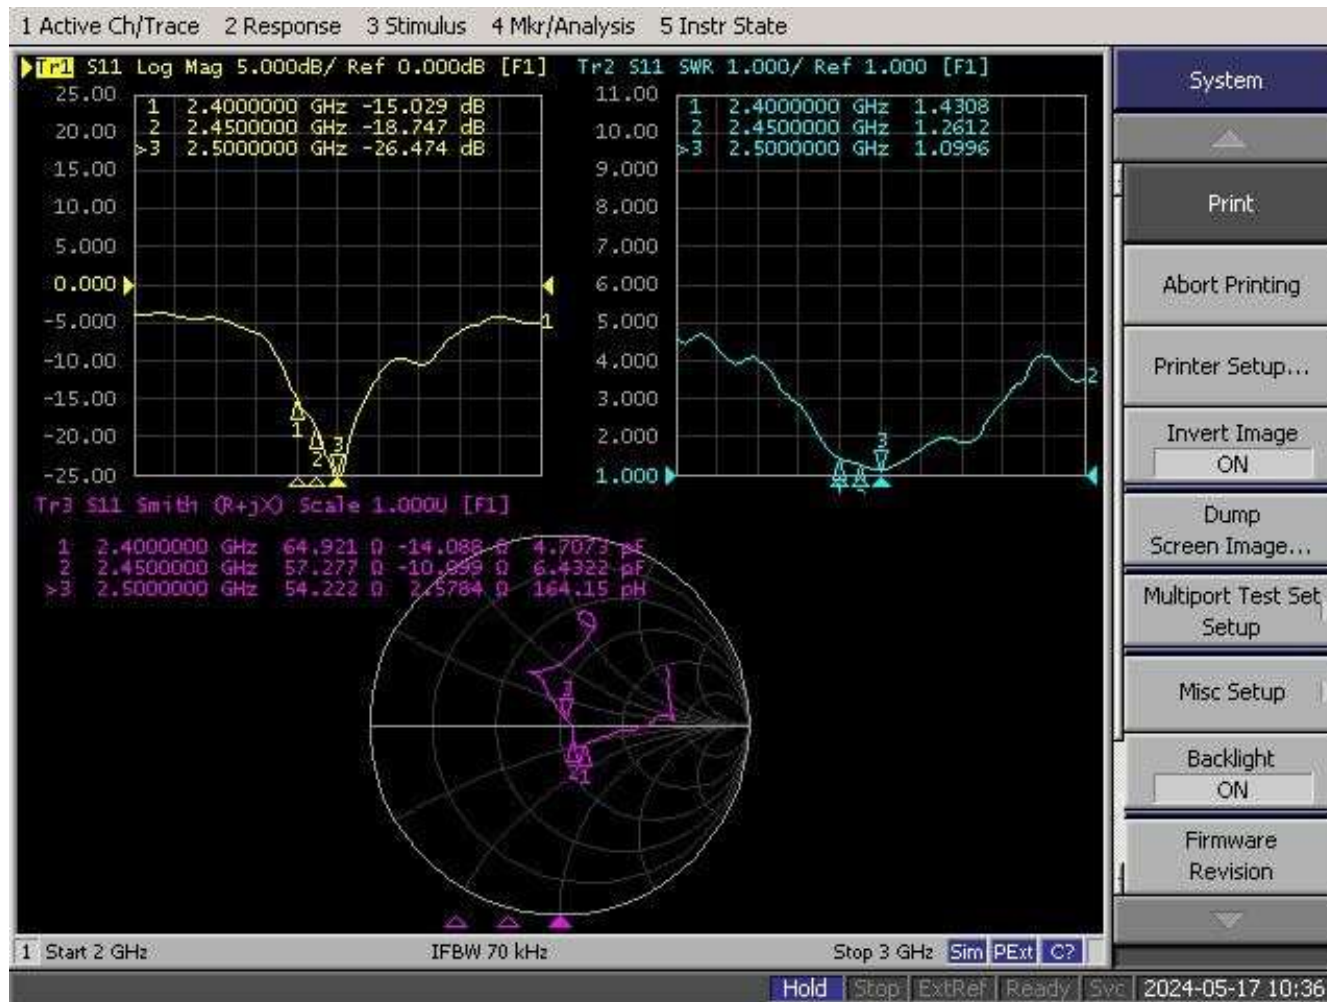 1 Active Ch/Trace 2 Response 3 Stimulus 4 Mkr/Analysis 5 Instr State
Tr1 S11 Log Mag 5.000dB/ Ref 0.000dB [F1]
25.00
20.00
15.00
10.00
5.000
0.000
-5.000
-10.00
-15.00
-20.00
-25.00
1 2.4000000 GHz -15.029 dB
2 2.4500000 GHz -18.747 dB
>3 2.5000000 GHz -26.474 dB
1
1
2
3
Tr2 S11 SWR 1.000/ Ref 1.000 [F1]
11.00
10.00
9.000
8.000
7.000
6.000
5.000
4.000
3.000
2.000
1.000
1 2.4000000 GHz 1.4308
2 2.4500000 GHz 1.2612
>3 2.5000000 GHz 1.0996
2
3
Tr3 S11 Smith (R+jX) Scale 1.000U [F1]
1 2.4000000 GHz 64.921 Ω -14.088 Ω 4.7073 pF
2 2.4500000 GHz 57.277 Ω -10.099 Ω 6.4322 pF
>3 2.5000000 GHz 54.222 Ω 2.5784 Ω 164.15 pH
3
2 1
1 Start 2 GHz IFBW 70 kHz Stop 3 GHz Sim PExt C?
System
Print
Abort Printing
Printer Setup...
Invert Image
ON
Dump
Screen Image...
Multiport Test Set
Setup
Misc Setup
Backlight
ON
Firmware
Revision
Hold Stop ExtRef Ready Svc 2024-05-17 10:36